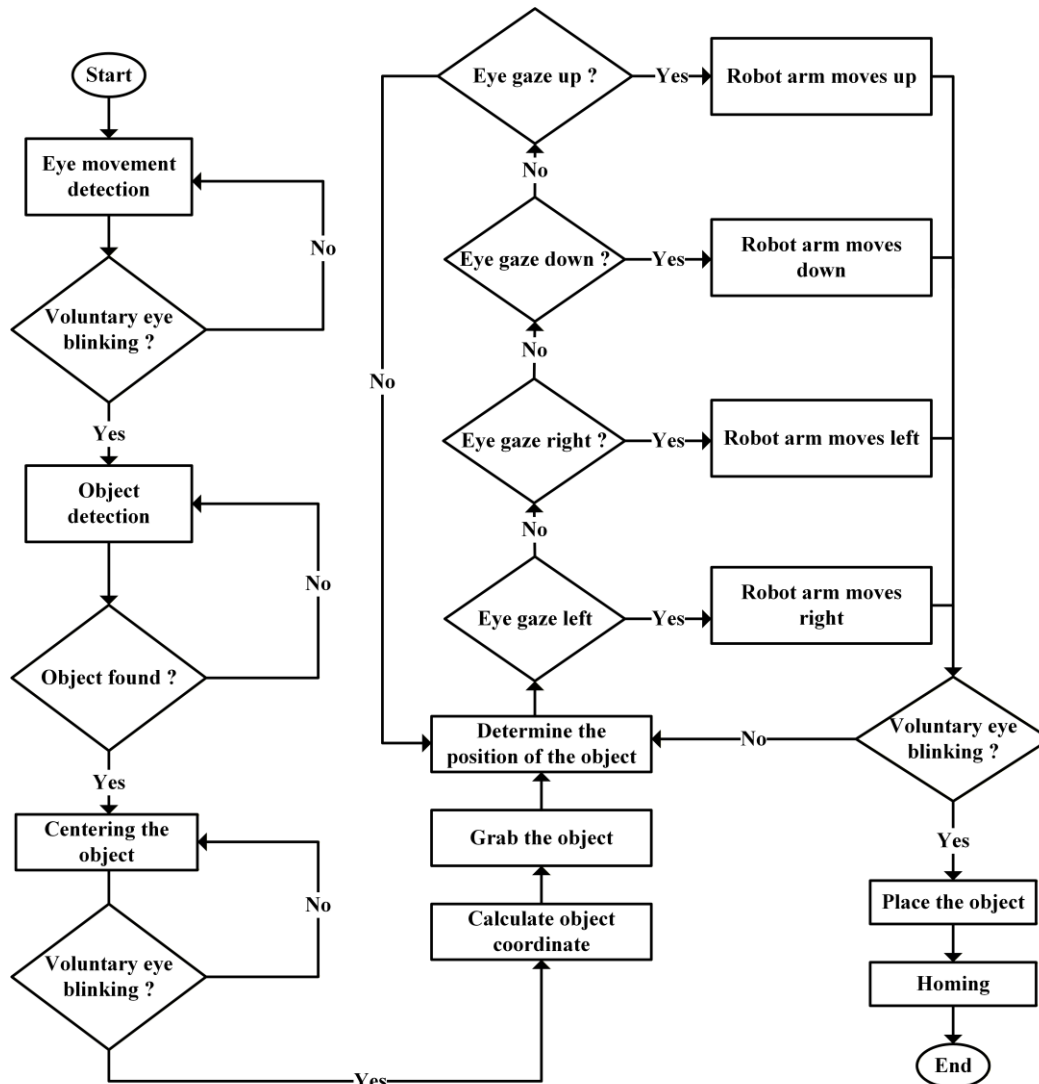 Start
Eye movement
detection
No
Voluntary eye
blinking ?
Yes
Object
detection
No
Object found ?
Yes
Centering the
object
No
Voluntary eye
blinking ?
Yes
Calculate object
coordinate
Grab the object
Determine the
position of the object
Eye gaze left
Yes
Robot arm moves
right
No
Eye gaze right ?
Yes
Robot arm moves left
No
Eye gaze down ?
Yes
Robot arm moves
down
No
Eye gaze up ?
Yes
Robot arm moves up
No
Voluntary eye
blinking ?
No
Yes
Place the object
Homing
End